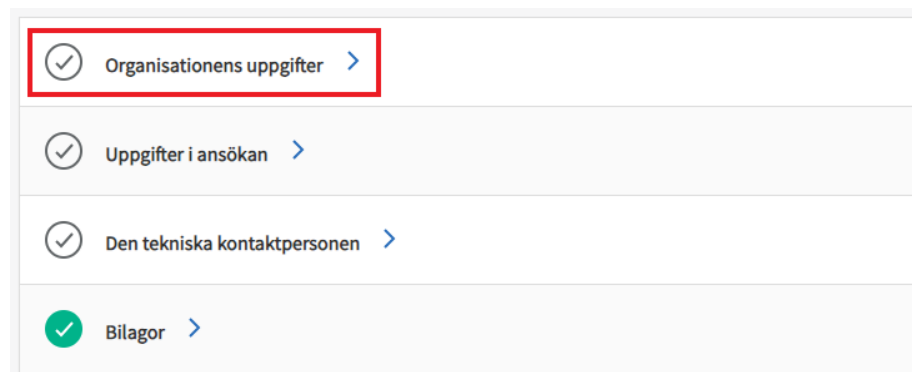 Organisationens uppgifter
Uppgifter i ansökan
Den tekniska kontaktpersonen
Bilagor